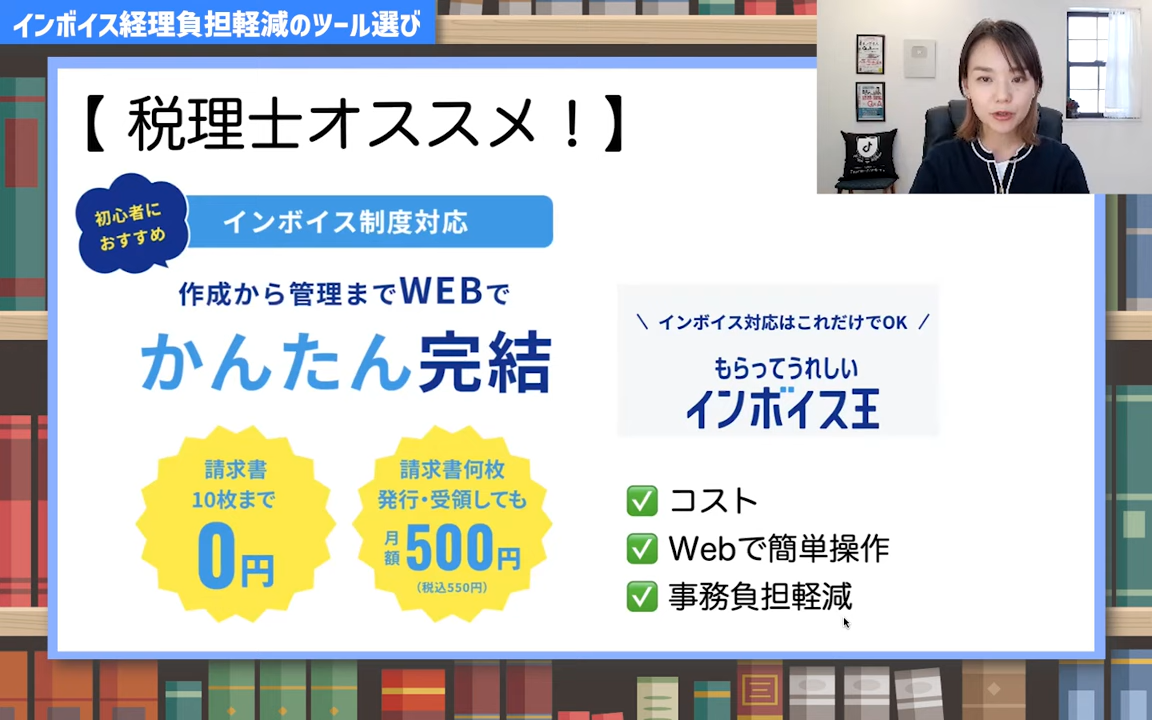 インボイス経理負担軽減のツール選び
【 税理士オススメ！】
初心者に
おすすめ
インボイス制度対応
作成から管理までWEBで
かんたん完結
請求書
10枚まで
0円
請求書何枚
発行・受領しても
月額500円
(税込550円)
\ インボイス対応はこれだけでOK /
もらってうれしい
インボイス王
✅ コスト
✅ Webで簡単操作
✅ 事務負担軽減